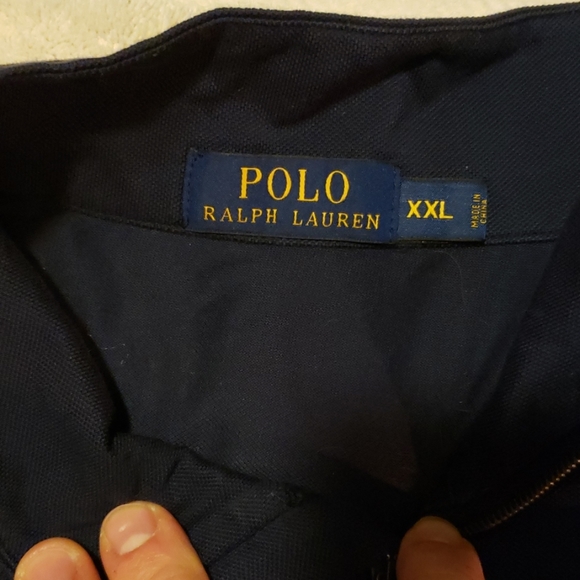 POLO
RALPH LAUREN
XXL
MADE IN
CHINA